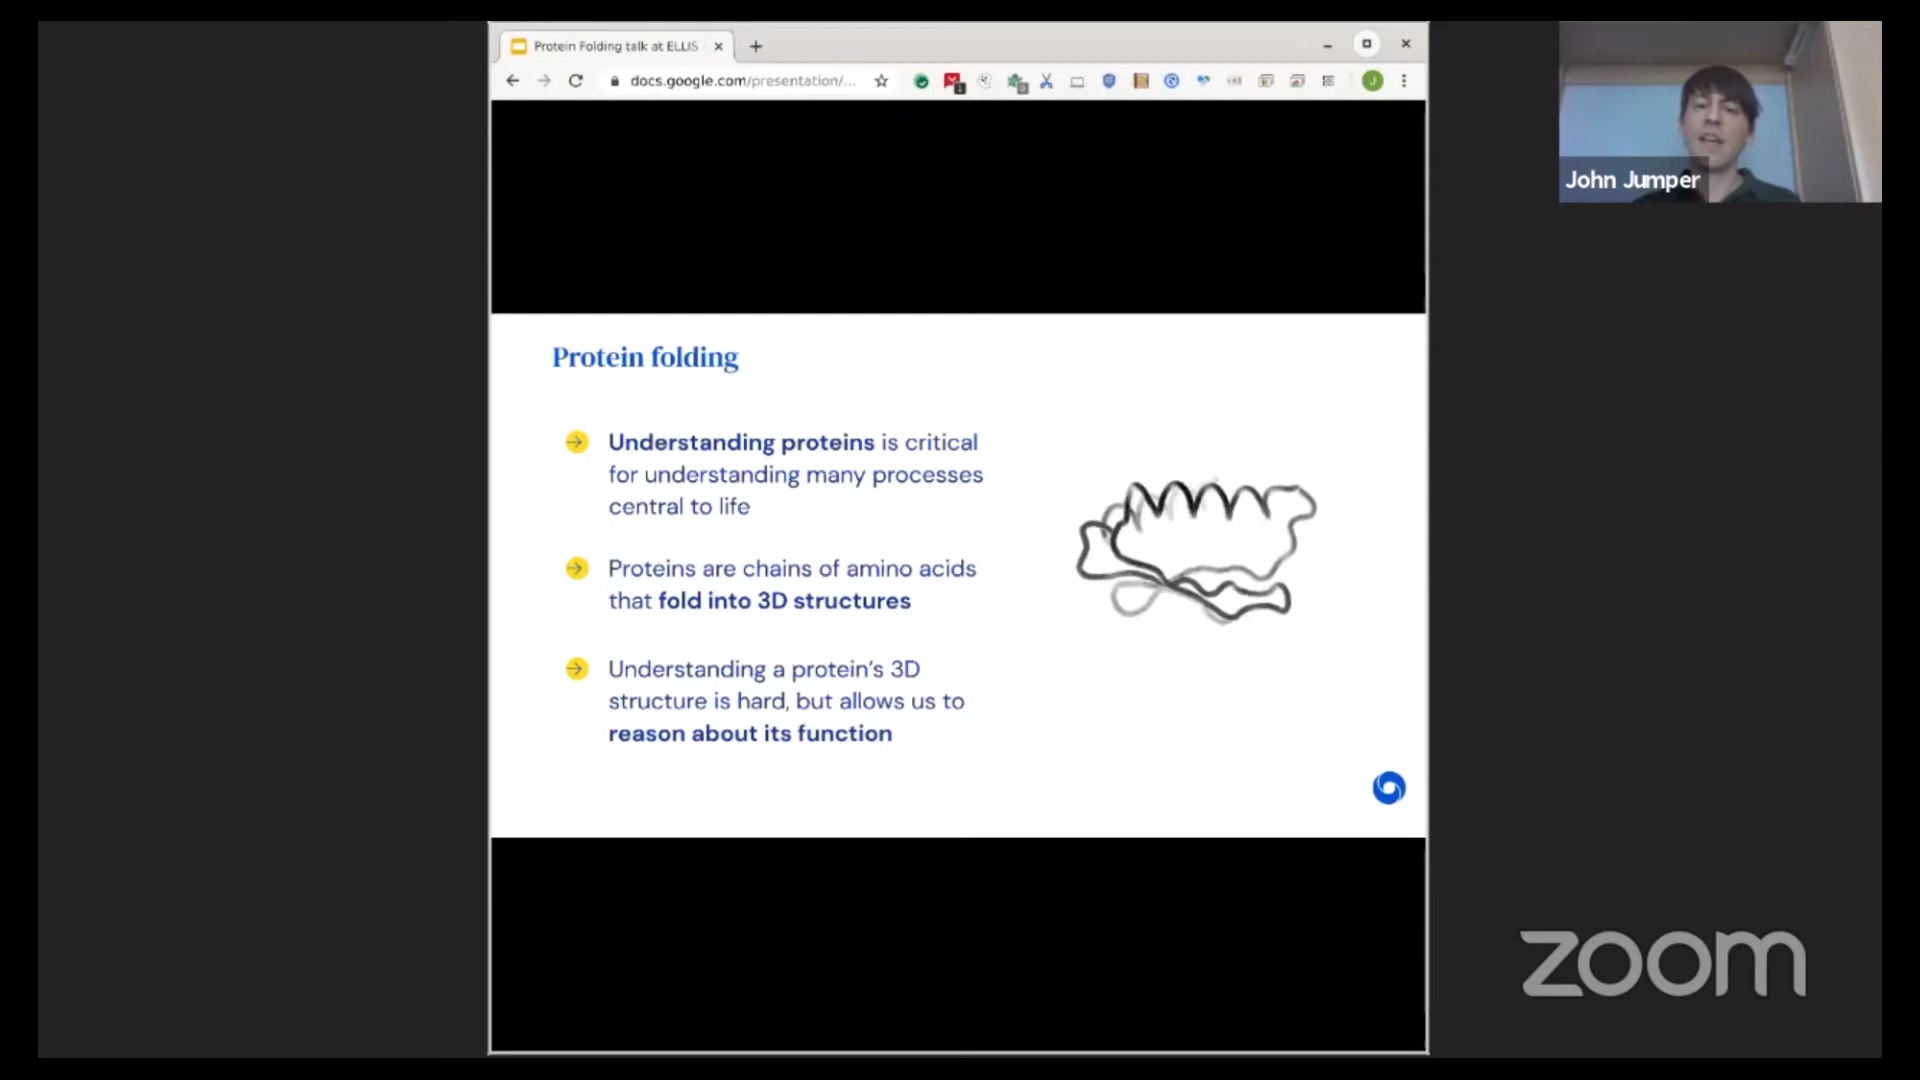 Protein Folding talk at ELLIS
docs.google.com/presentation/...
J
John Jumper
Protein folding
Understanding proteins is critical
for understanding many processes
central to life
Proteins are chains of amino acids
that fold into 3D structures
Understanding a protein's 3D
structure is hard, but allows us to
reason about its function
zoom